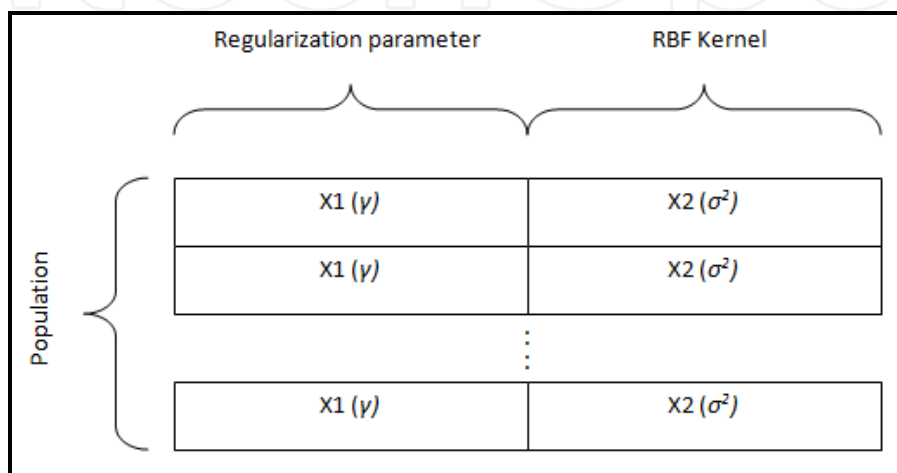 Regularization parameter RBF Kernel
Population
X1 (γ) X2 (σ²)
X1 (γ) X2 (σ²)
X1 (γ) X2 (σ²)